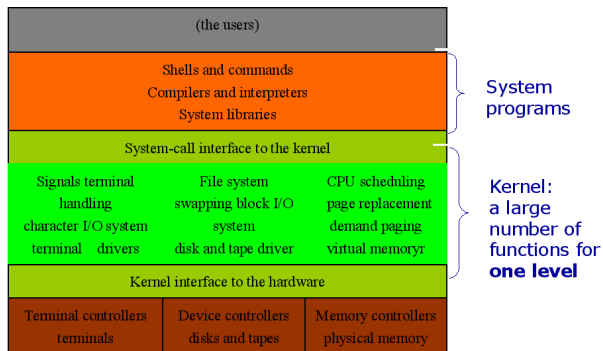 (the users)
Shells and commands
Compilers and interpreters
System libraries
System
programs
System-call interface to the kernel
Signals terminal
handling
character I/O system
terminal drivers
File system
swapping block I/O
system
disk and tape driver
CPU scheduling
page replacement
demand paging
virtual memoryr
Kernel:
a large
number of
functions for
one level
Kernel interface to the hardware
Terminal controllers
terminals
Device controllers
disks and tapes
Memory controllers
physical memory